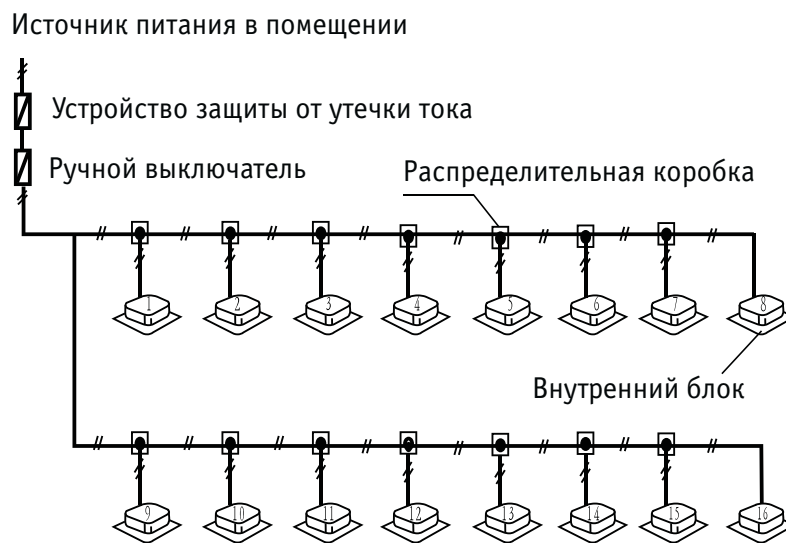 Источник питания в помещении
Устройство защиты от утечки тока
Ручной выключатель
Распределительная коробка
1 2 3 4 5 6 7 8
Внутренний блок
9 10 11 12 13 14 15 16